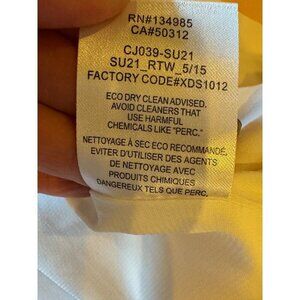 RN#134985
CA#50312
CJ039-SU21
SU21_RTW_5/15
FACTORY CODE#XDS1012
ECO DRY CLEAN ADVISED.
AVOID CLEANERS THAT
USE HARMFUL
CHEMICALS LIKE "PERC."
NETTOYAGE À SEC ECO RECOMMANDÉ.
EVITER D'UTILISER DES AGENTS
DE NETTOYAGE AVEC
PRODUITS CHIMIQUES
DANGEREUX TELS QUE PERC.